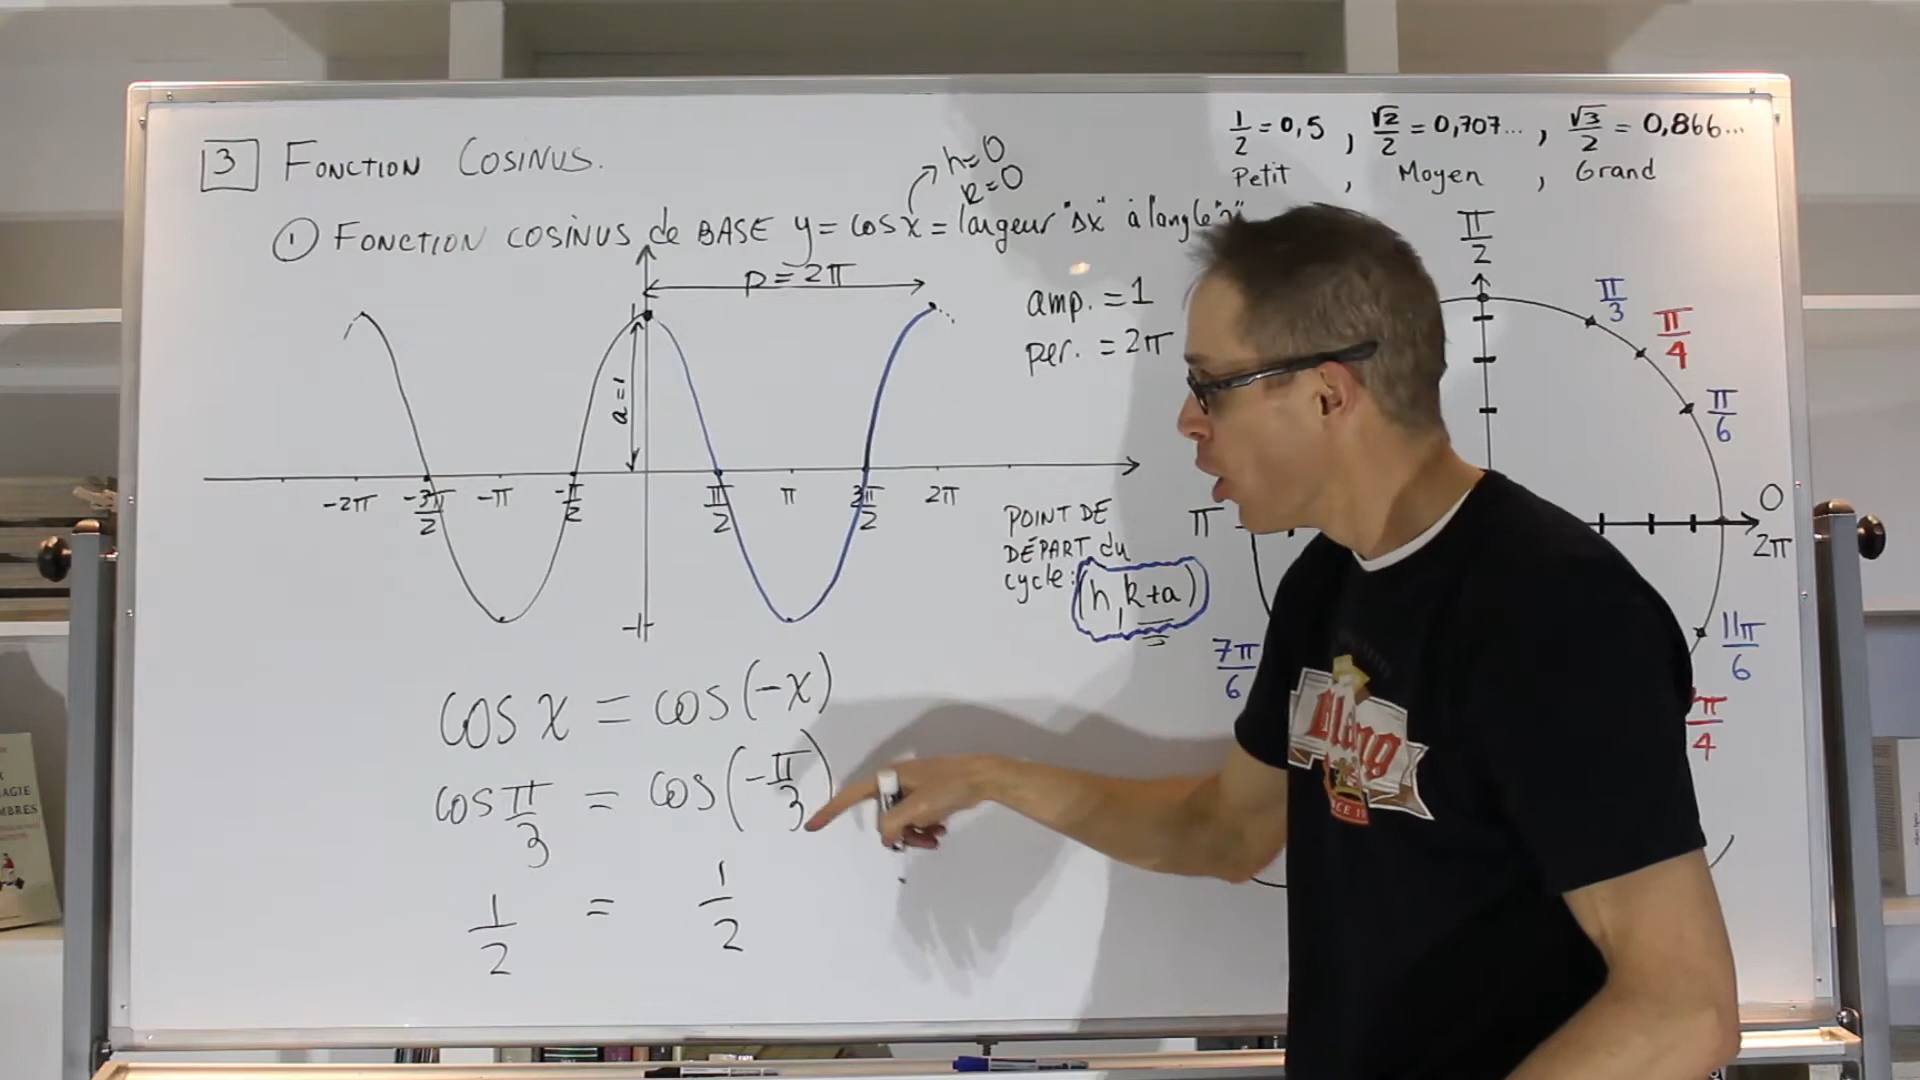 3 FONCTION COSINUS.
1/2 = 0,5 , √2/2 = 0,707... , √3/2 = 0,866...
Petit , Moyen , Grand
h=0
k=0
① FONCTION COSINUS de BASE y = cos x = largeur "Δx" à l'angle
P = 2π
amp. = 1
per. = 2π
a=1
1
-2π -3π/2 -π -π/2 π/2 π 3π/2 2π
-1
POINT DE
DÉPART du
cycle: (h, k+a)
cos x = cos(-x)
cos π/3 = cos(-π/3)
1/2 = 1/2
π/2
π/3
π/4
π/6
π
0
2π
7π/6
11π/6
π/4
Blang